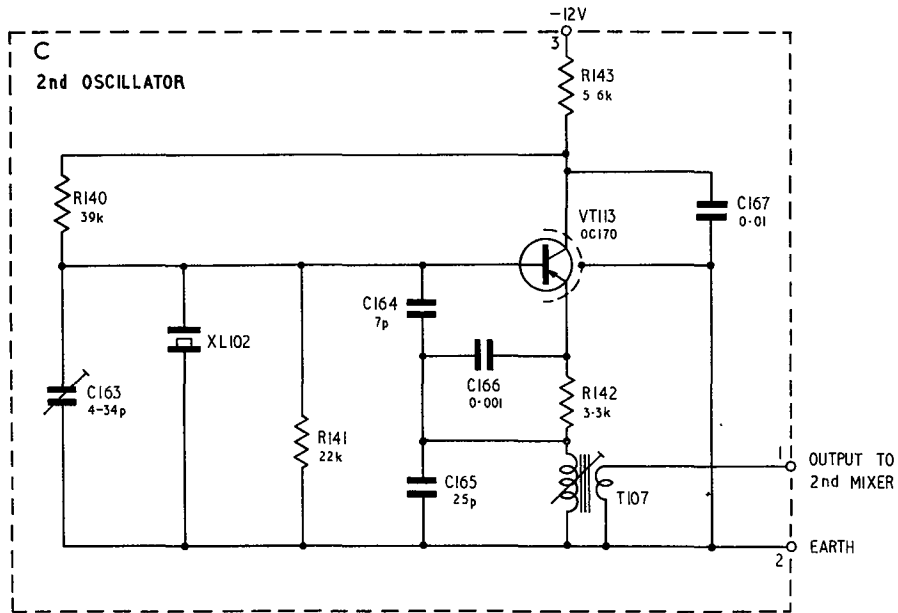 -12V
3
C
2nd OSCILLATOR
R143
5·6k
R140
39k
VT113
OC170
C167
0·01
C164
7p
XL102
C166
0·001
C163
4-34p
R142
3·3k
R141
22k
C165
25p
T107
1
OUTPUT TO
2nd MIXER
2
EARTH